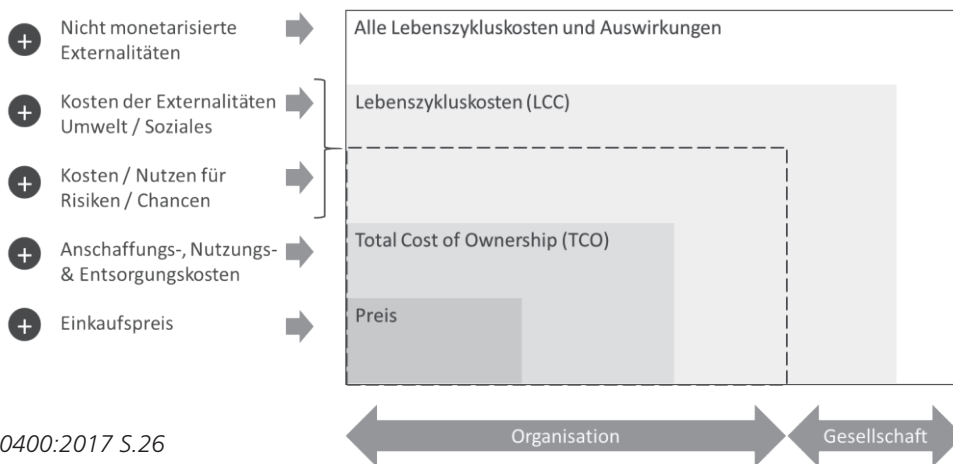 Nicht monetarisierte
Externalitäten
Kosten der Externalitäten
Umwelt / Soziales
Kosten / Nutzen für
Risiken / Chancen
Anschaffungs-, Nutzungs-
& Entsorgungskosten
Einkaufspreis
Alle Lebenszykluskosten und Auswirkungen
Lebenszykluskosten (LCC)
Total Cost of Ownership (TCO)
Preis
Organisation
Gesellschaft
0400:2017 S.26